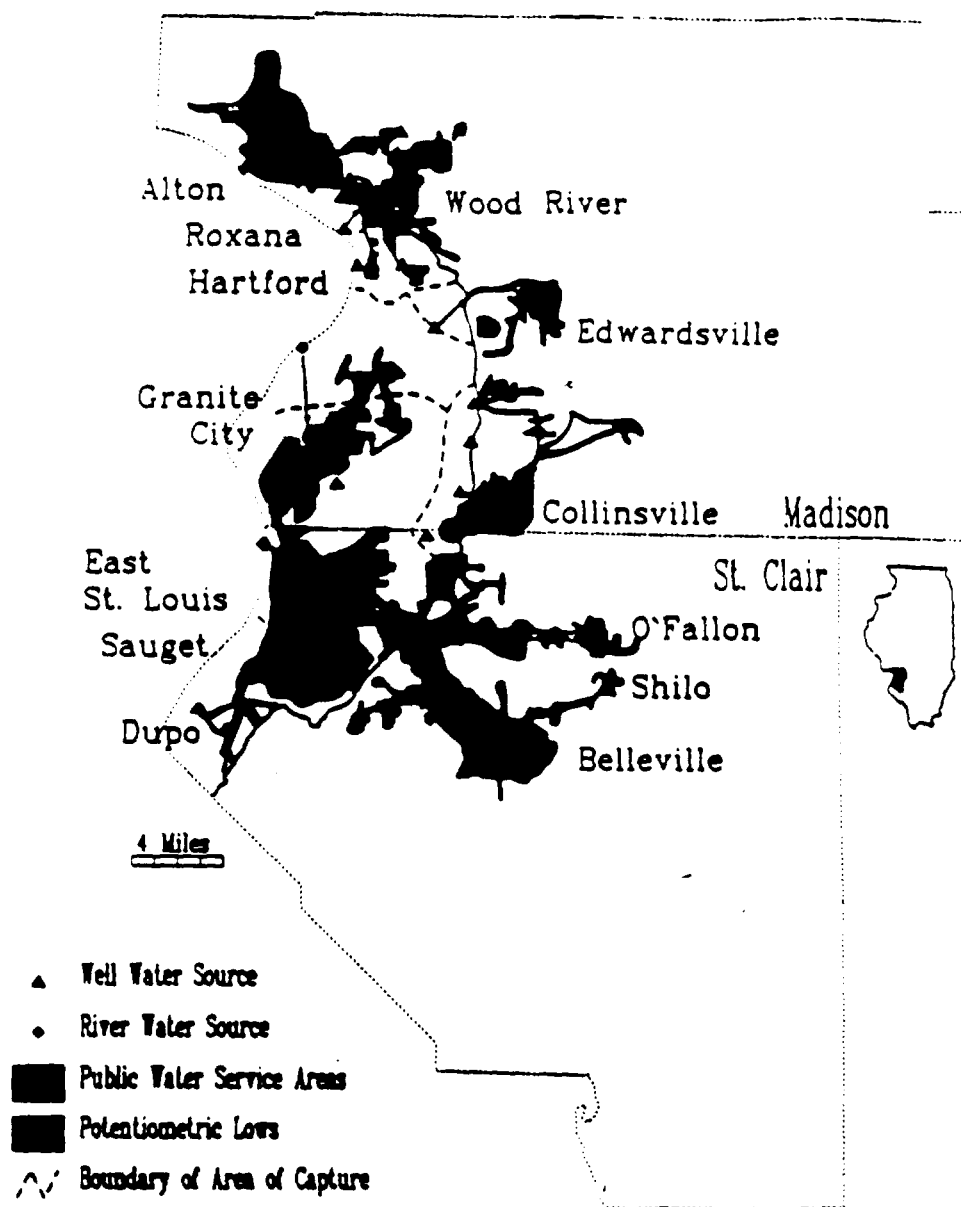 Alton
Wood River
Roxana
Hartford
Edwardsville
Granite
City
Collinsville
Madison
East
St. Louis
St. Clair
Sauget
O`Fallon
Shilo
Dupo
Belleville
4 Miles
Well Water Source
River Water Source
Public Water Service Areas
Potentiometric Lows
Boundary of Area of Capture